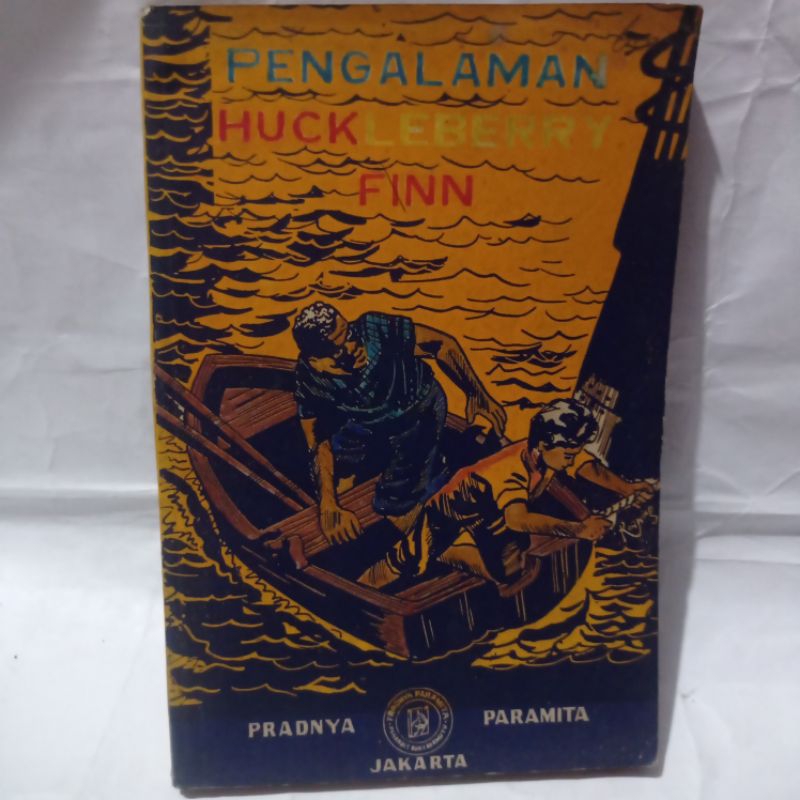 PENGALAMAN
HUCKLEBERRY
FINN
PRADNYA PARAMITA
JAKARTA